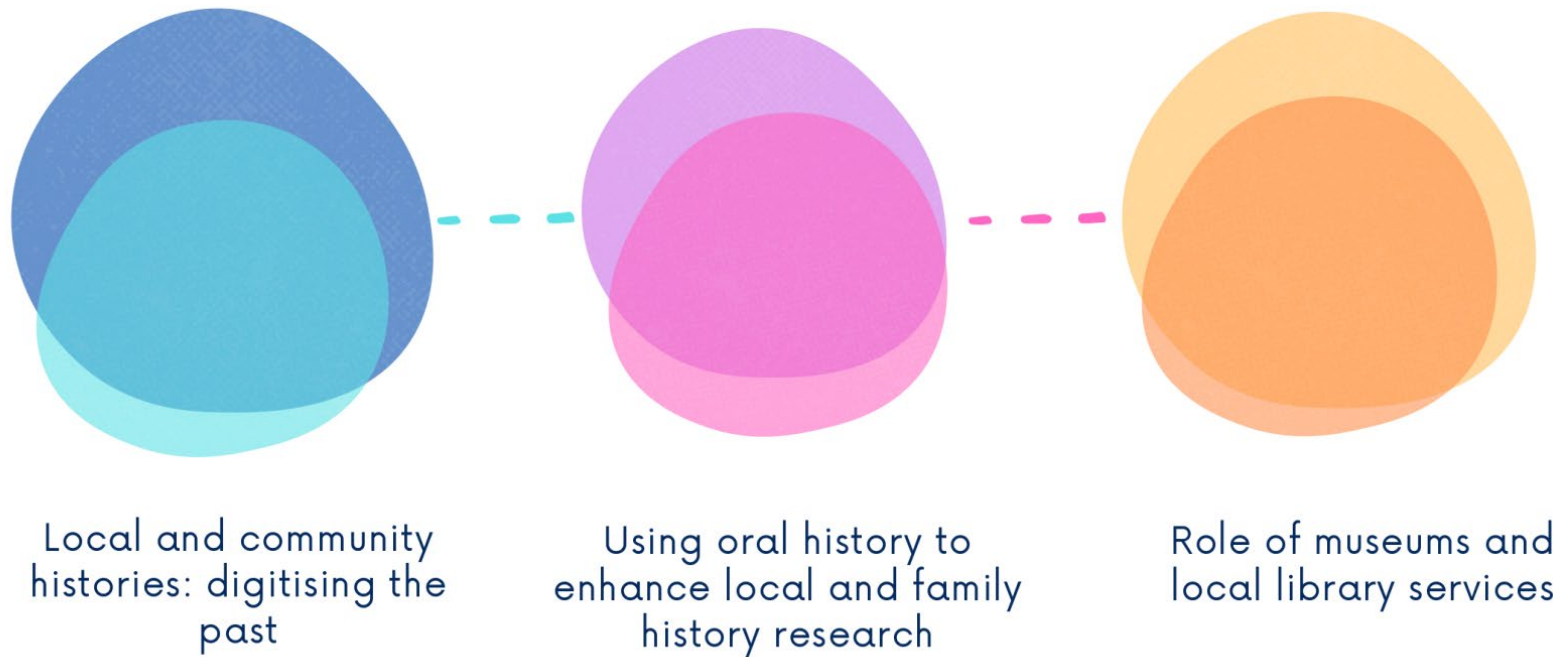 Local and community
histories: digitising the
past
Using oral history to
enhance local and family
history research
Role of museums and
local library services